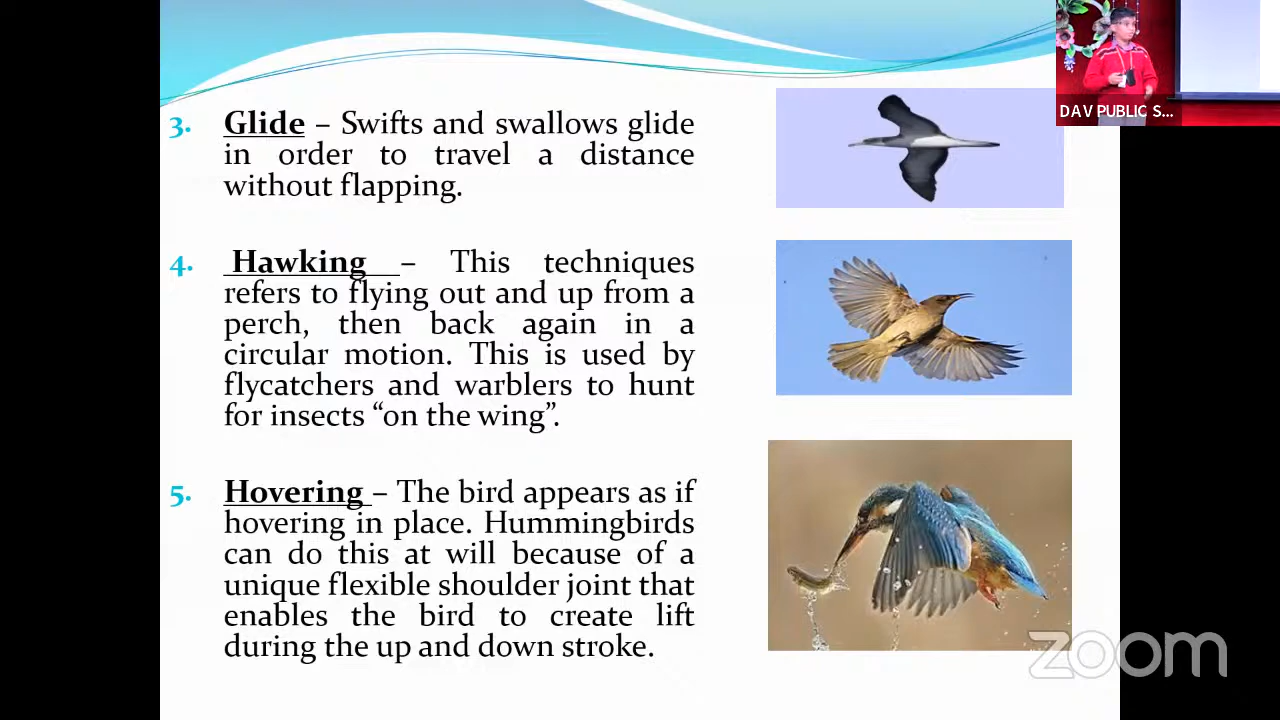 3. Glide – Swifts and swallows glide
in order to travel a distance
without flapping.
4. Hawking – This techniques
refers to flying out and up from a
perch, then back again in a
circular motion. This is used by
flycatchers and warblers to hunt
for insects “on the wing”.
5. Hovering – The bird appears as if
hovering in place. Hummingbirds
can do this at will because of a
unique flexible shoulder joint that
enables the bird to create lift
during the up and down stroke.
DAV PUBLIC S...
zoom